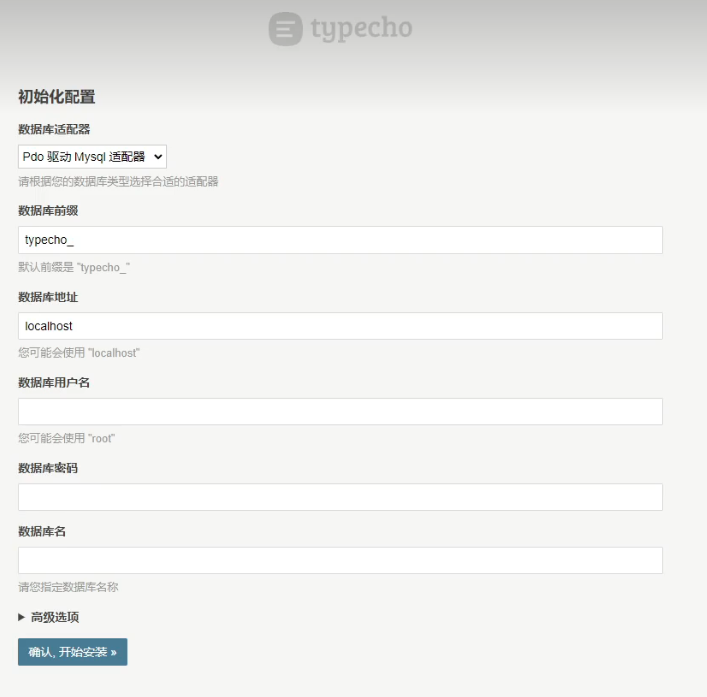 typecho
初始化配置
数据库适配器
Pdo 驱动 Mysql 适配器
请根据您的数据库类型选择合适的适配器
数据库前缀
typecho_
默认前缀是 "typecho_"
数据库地址
localhost
您可能会使用 "localhost"
数据库用户名
您可能会使用 "root"
数据库密码
数据库名
请您指定数据库名称
高级选项
确认, 开始安装 »